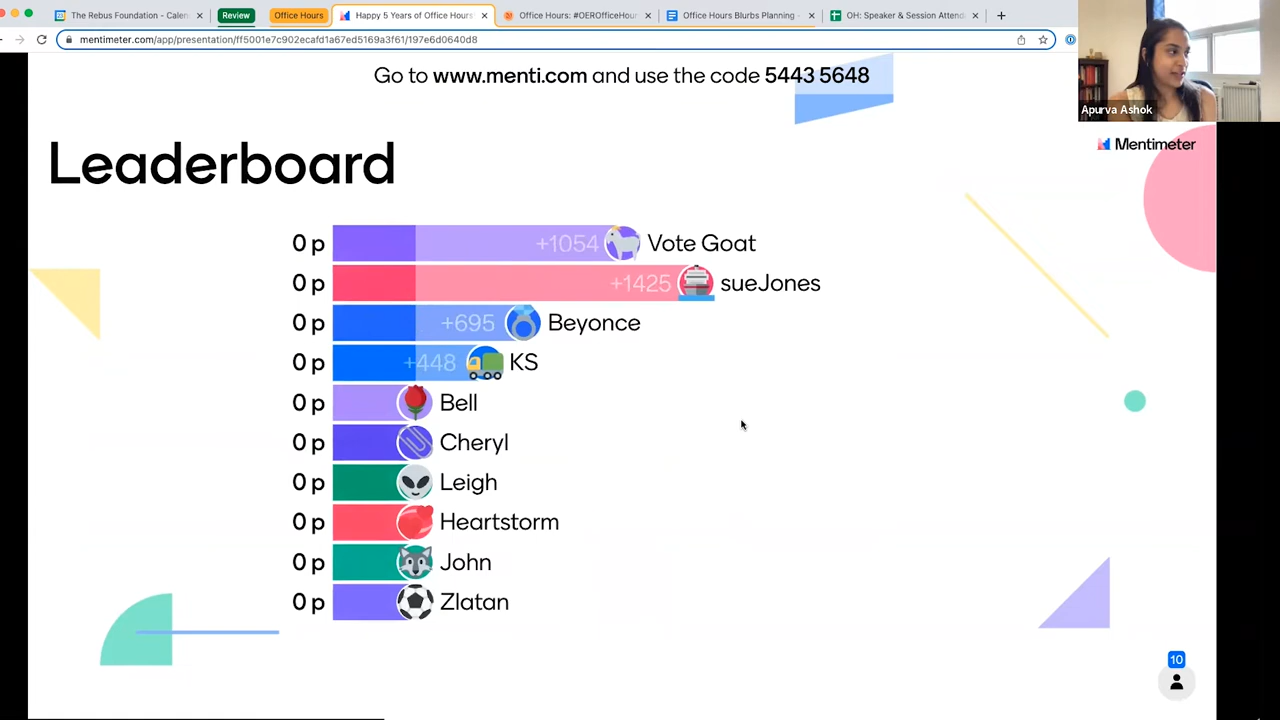 The Rebus Foundation - Calen
Review
Office Hours
Happy 5 Years of Office Hours
Office Hours: #OEROfficeHou
Office Hours Blurbs Planning -
OH: Speaker & Session Attend
mentimeter.com/app/presentation/ff5001e7c902ecafd1a67ed5169a3f61/197e6d0640d8
Go to www.menti.com and use the code 5443 5648
Apurva Ashok
Mentimeter
Leaderboard
0 p +1054 Vote Goat
0 p +1425 sueJones
0 p +695 Beyonce
0 p +448 KS
0 p Bell
0 p Cheryl
0 p Leigh
0 p Heartstorm
0 p John
0 p Zlatan
10